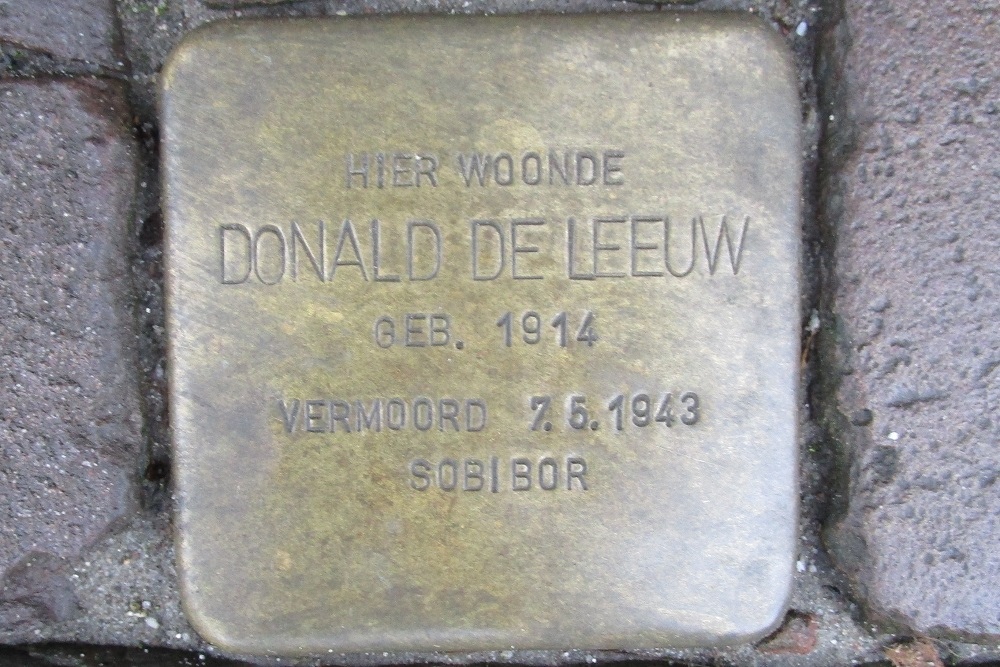 HIER WOONDE
DONALD DE LEEUW
GEB. 1914
VERMOORD 7.5.1943
SOBIBOR